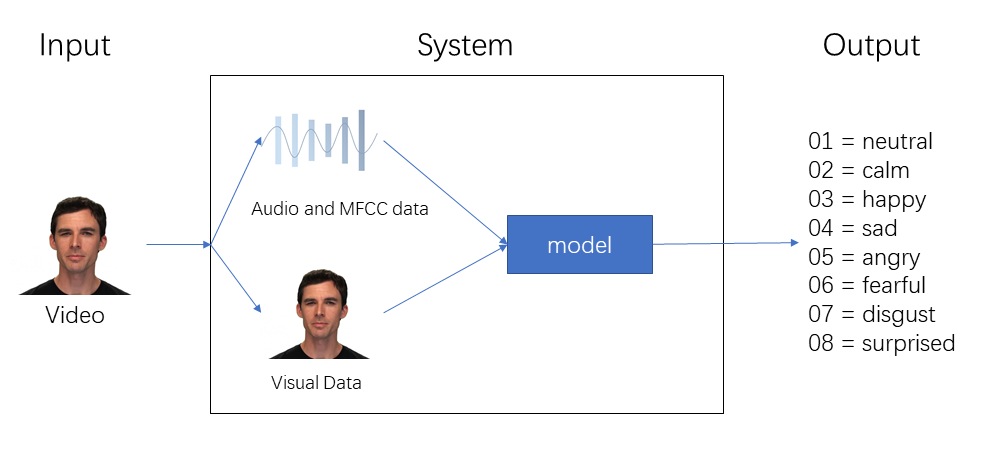 Input
System
Output
Audio and MFCC data
Video
model
Visual Data
01 = neutral
02 = calm
03 = happy
04 = sad
05 = angry
06 = fearful
07 = disgust
08 = surprised